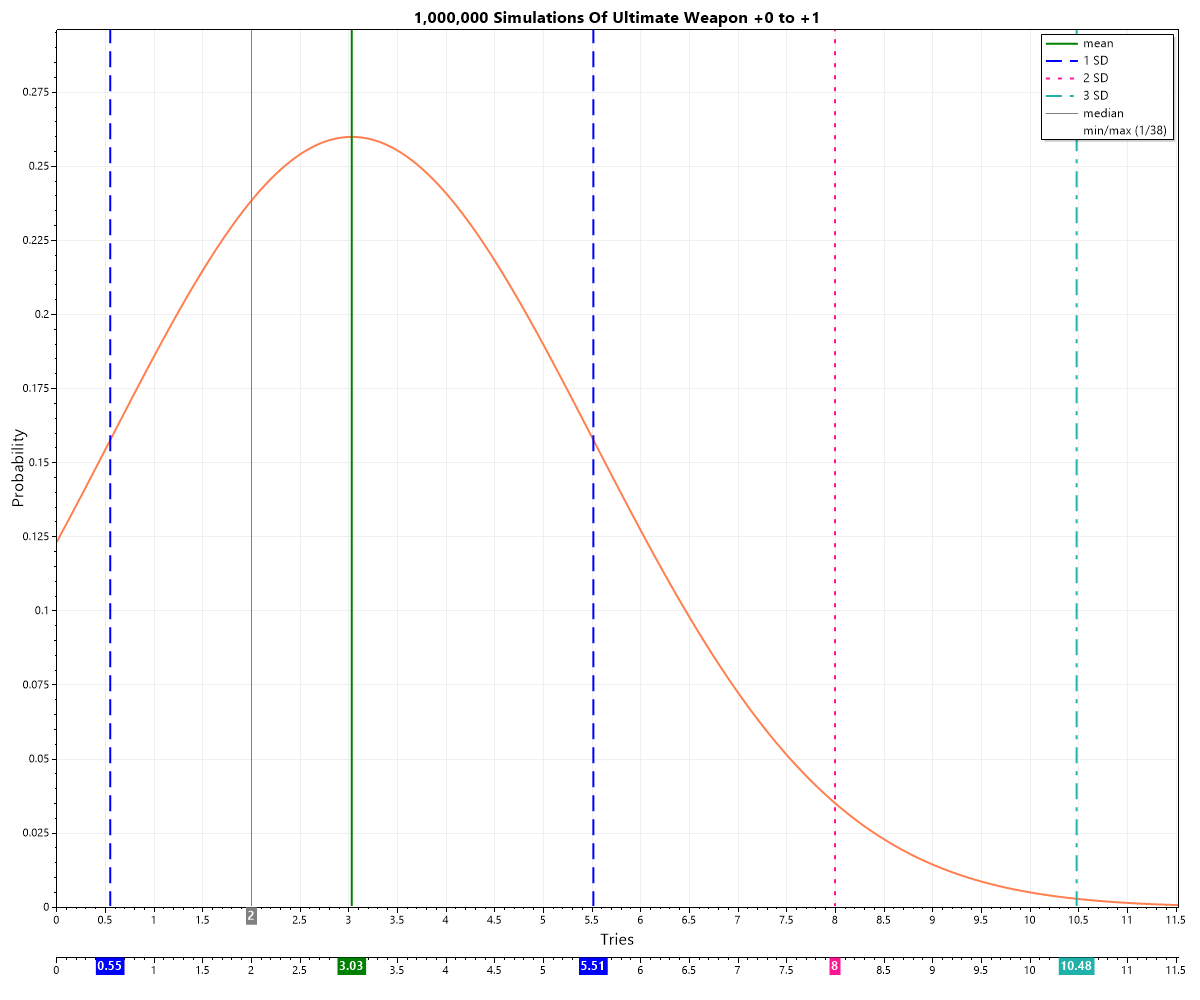 1,000,000 Simulations Of Ultimate Weapon +0 to +1
mean
1 SD
2 SD
3 SD
median
min/max (1/38)
Probability
0.275
0.25
0.225
0.2
0.175
0.15
0.125
0.1
0.075
0.05
0.025
0
0 0.5 1 1.5 2 2.5 3 3.5 4 4.5 5 5.5 6 6.5 7 7.5 8 8.5 9 9.5 10 10.5 11 11.5
Tries
0 0.55 1 1.5 2 2.5 3.03 3.5 4 4.5 5 5.51 6 6.5 7 7.5 8 8.5 9 9.5 10 10.48 11 11.5